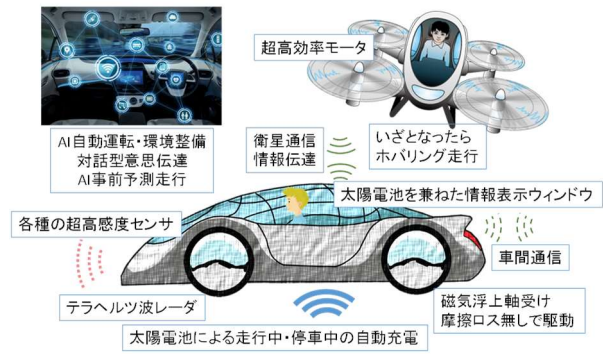 超高効率モータ
AI自動運転・環境整備
対話型意思伝達
AI事前予測走行
衛星通信
情報伝達
いざとなったら
ホバリング走行
太陽電池を兼ねた情報表示ウィンドウ
各種の超高感度センサ
車間通信
テラヘルツ波レーダ
磁気浮上軸受け
摩擦ロス無しで駆動
太陽電池による走行中・停車中の自動充電